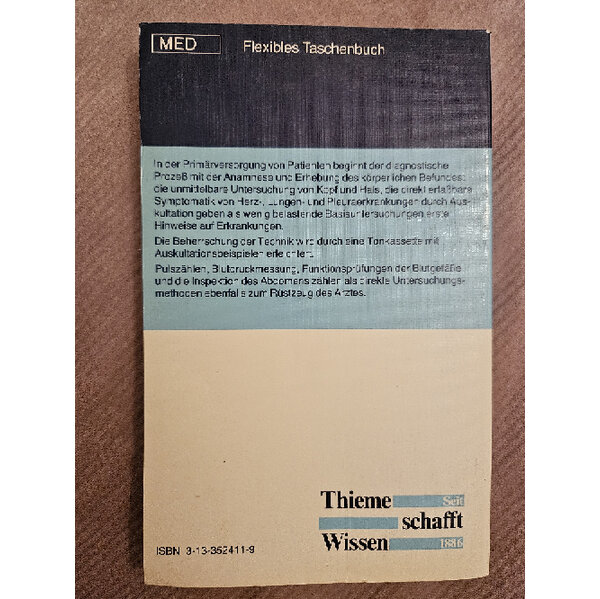 MED
Flexibles Taschenbuch
In der Primärversorgung von Patienten beginnt der diagnostische
Prozeß mit der Anamnese und Erhebung des körperlichen Befundes:
die unmittelbare Untersuchung von Kopf und Hals, die direkt erfaßbare
Symptomatik von Herz-, Lungen- und Pleuraerkrankungen durch Aus-
kultation geben als wenig belastende Basisuntersuchungen erste
Hinweise auf Erkrankungen.
Die Beherrschung der Technik wird durch eine Tonkassette mit
Auskultationsbeispielen erleichtert.
Pulszählen, Blutdruckmessung, Funktionsprüfungen der Blutgefäße
und die Inspektion des Abdomens zählen als direkte Untersuchungs-
methoden ebenfalls zum Rüstzeug des Arztes.
Thieme Seit
schafft
Wissen 1886
ISBN 3-13-352411-9